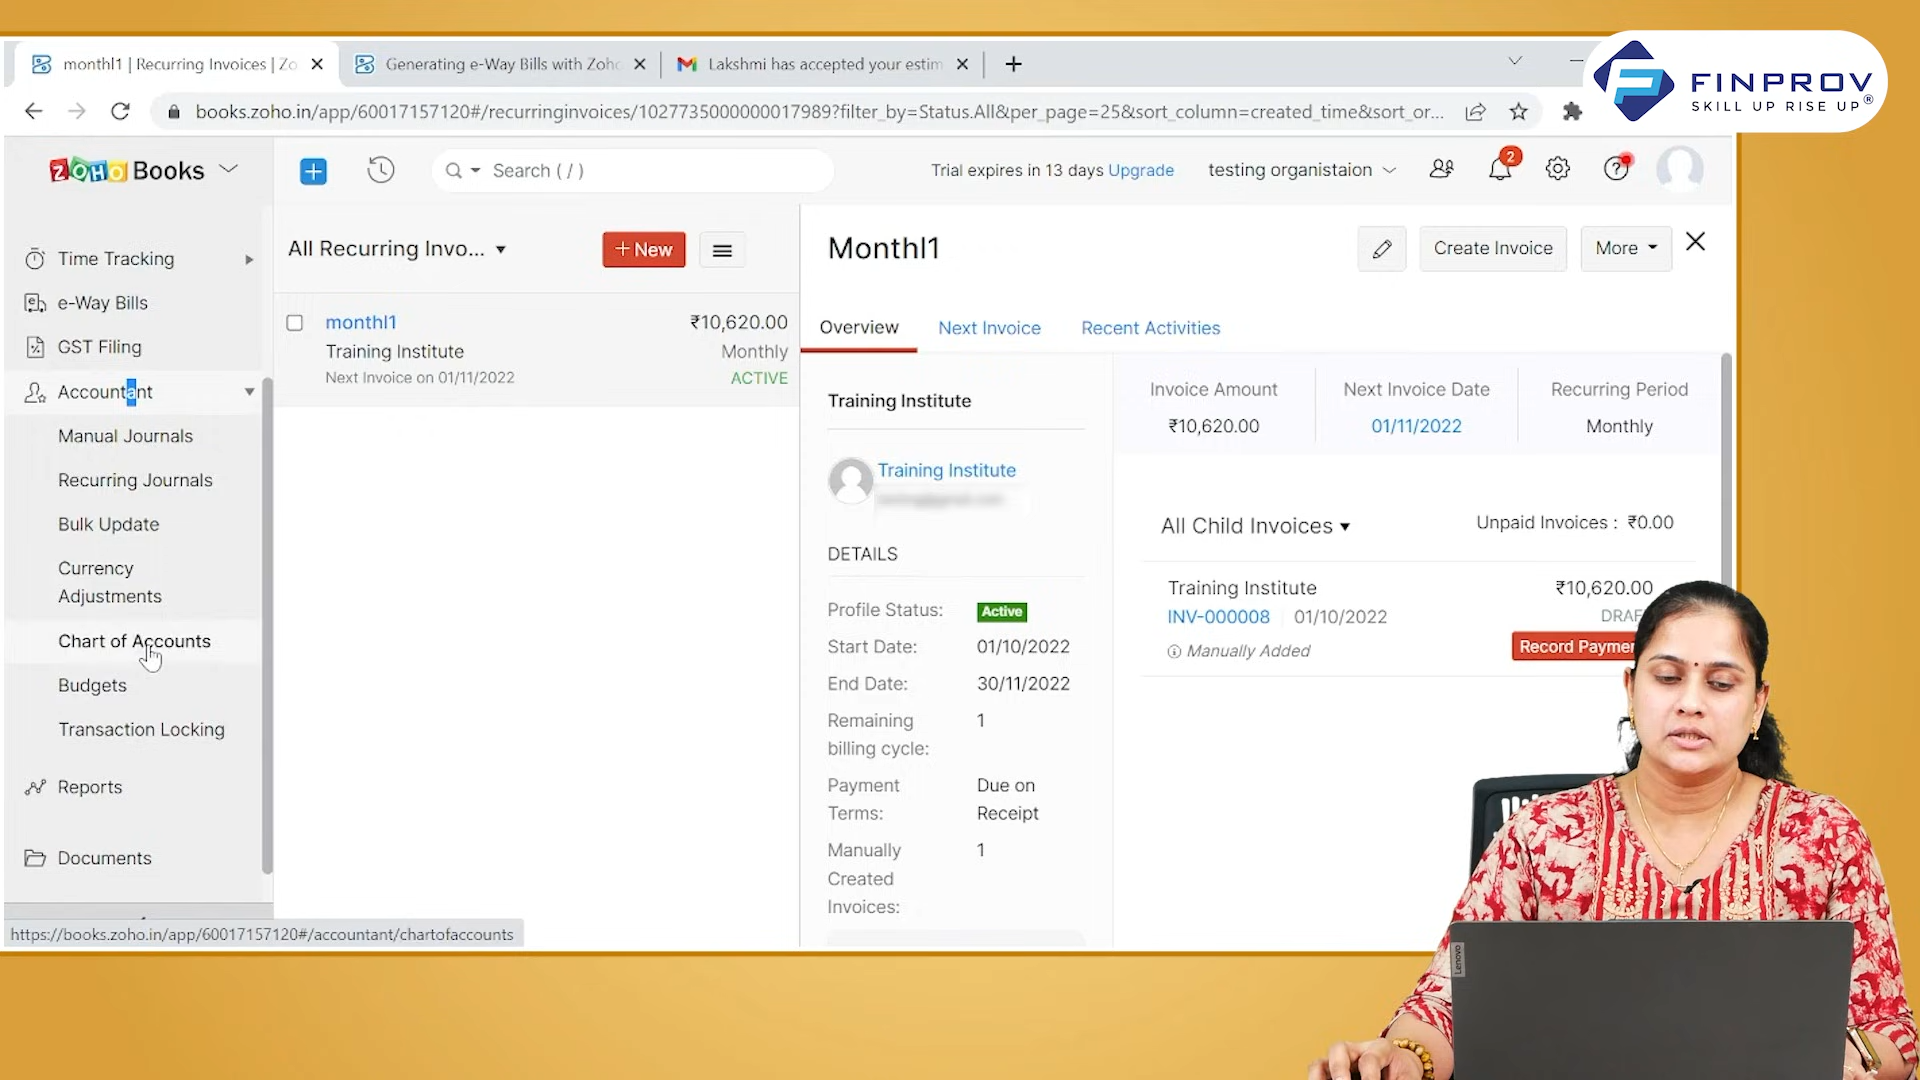 monthl1 | Recurring Invoices | Zo
Generating e-Way Bills with Zoho
Lakshmi has accepted your estim
FINPROV
SKILL UP RISE UP®
books.zoho.in/app/60017157120#/recurringinvoices/1027735000000017989?filter_by=Status.All&per_page=25&sort_column=created_time&sort_or...
ZOHO Books
Search ( / )
Trial expires in 13 days Upgrade
testing organistaion
2
Time Tracking
e-Way Bills
GST Filing
Accountant
Manual Journals
Recurring Journals
Bulk Update
Currency
Adjustments
Chart of Accounts
Budgets
Transaction Locking
Reports
Documents
https://books.zoho.in/app/60017157120#/accountant/chartofaccounts
All Recurring Invo...
+ New
monthl1
₹10,620.00
Training Institute
Monthly
Next Invoice on 01/11/2022
ACTIVE
Monthl1
Create Invoice
More
Overview
Next Invoice
Recent Activities
Training Institute
Training Institute
DETAILS
Profile Status: Active
Start Date: 01/10/2022
End Date: 30/11/2022
Remaining 1
billing cycle:
Payment Due on
Terms: Receipt
Manually 1
Created
Invoices:
Invoice Amount
₹10,620.00
Next Invoice Date
01/11/2022
Recurring Period
Monthly
All Child Invoices
Unpaid Invoices : ₹0.00
Training Institute ₹10,620.00
INV-000008 01/10/2022 DRAF
Manually Added
Record Paymen
Lenovo